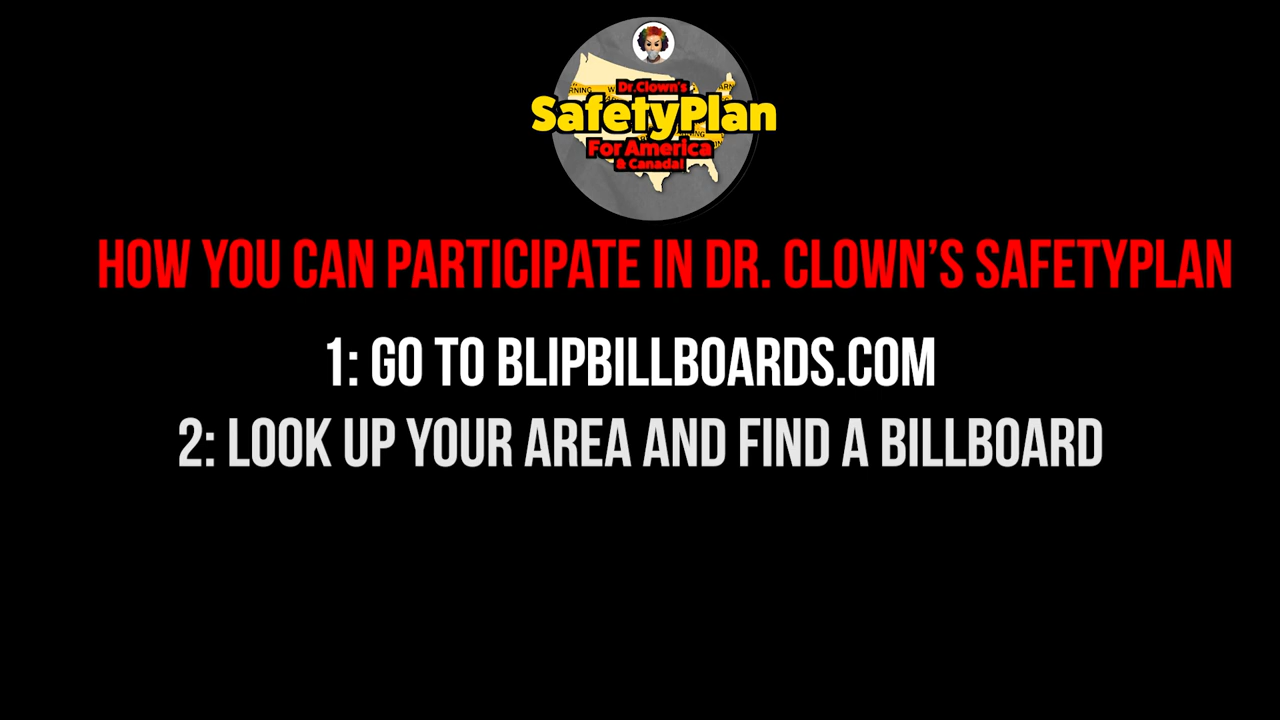 Dr.Clown's
SafetyPlan
For America
& Canada!
HOW YOU CAN PARTICIPATE IN DR. CLOWN’S SAFETYPLAN
1: GO TO BLIPBILLBOARDS.COM
2: LOOK UP YOUR AREA AND FIND A BILLBOARD